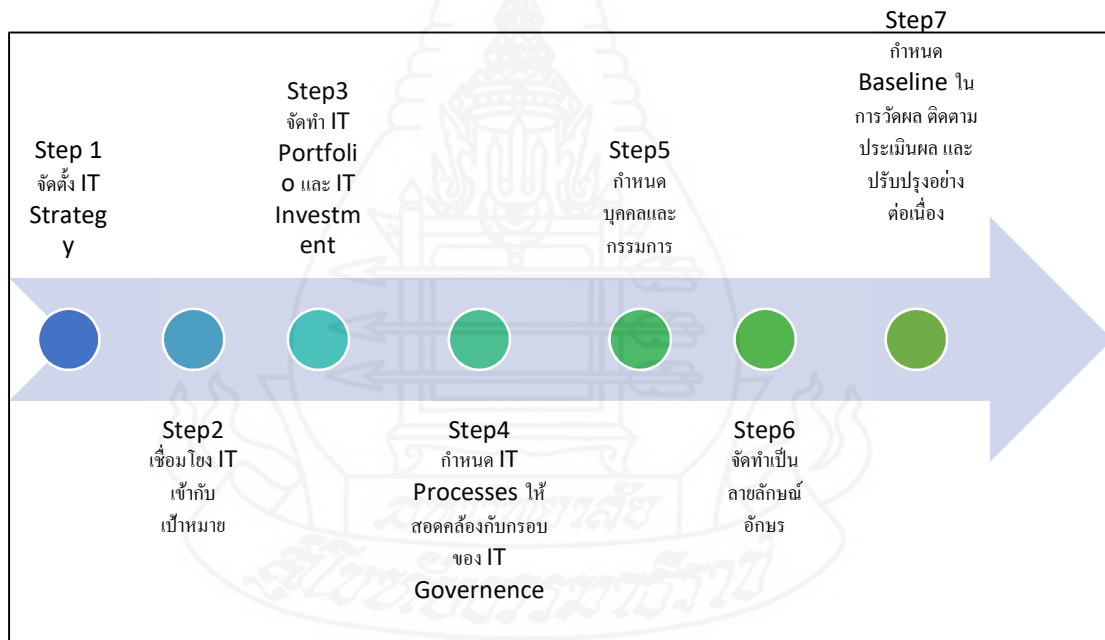 Step 1
จัดตั้ง IT
Strateg
y
Step2
เชื่อมโยง IT
เข้ากับ
เป้าหมาย
Step3
จัดทำ IT
Portfoli
o และ IT
Investm
ent
Step4
กำหนด IT
Processes ให้
สอดคล้องกับกรอบ
ของ IT
Governence
Step5
กำหนด
บุคคลและ
กรรมการ
Step6
จัดทำเป็น
ลายลักษณ์
อักษร
Step7
กำหนด
Baseline ใน
การวัดผล ติดตาม
ประเมินผล และ
ปรับปรุงอย่าง
ต่อเนื่อง